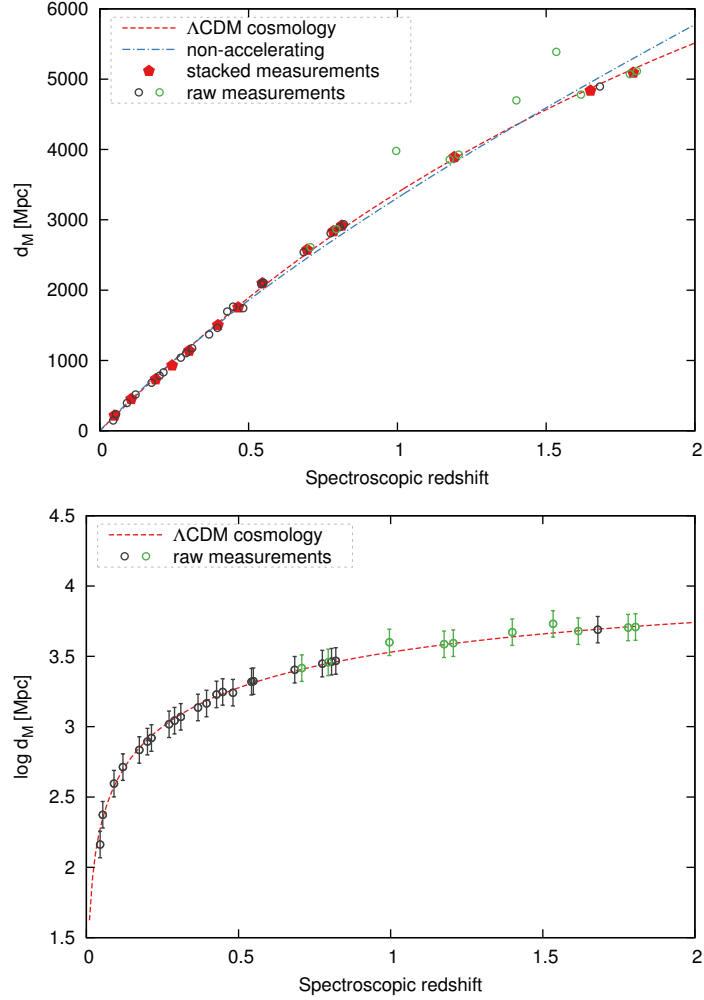 ΛCDM cosmology
non-accelerating
stacked measurements
raw measurements
6000
5000
4000
3000
2000
1000
0
d_M [Mpc]
0 0.5 1 1.5 2
Spectroscopic redshift
ΛCDM cosmology
raw measurements
4.5
4
3.5
3
2.5
2
1.5
log d_M [Mpc]
0 0.5 1 1.5 2
Spectroscopic redshift